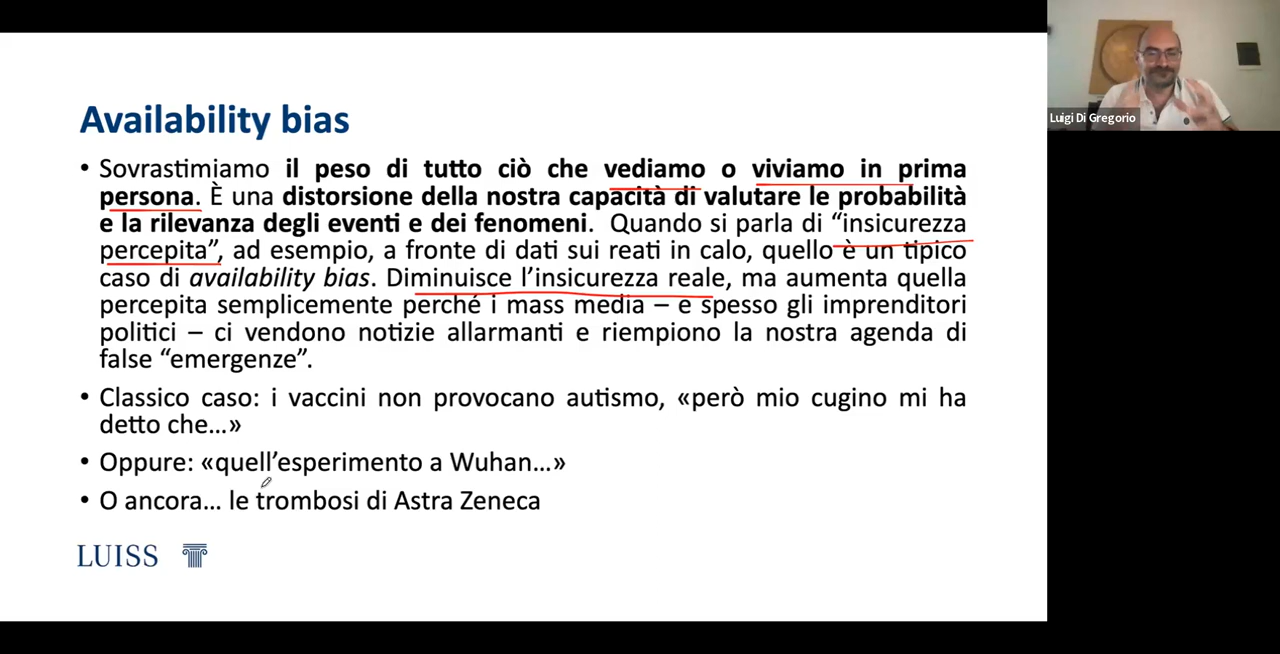 Availability bias
• Sovrastimiamo il peso di tutto ciò che vediamo o viviamo in prima
persona. È una distorsione della nostra capacità di valutare le probabilità
e la rilevanza degli eventi e dei fenomeni. Quando si parla di “insicurezza
percepita”, ad esempio, a fronte di dati sui reati in calo, quello è un tipico
caso di availability bias. Diminuisce l’insicurezza reale, ma aumenta quella
percepita semplicemente perché i mass media – e spesso gli imprenditori
politici – ci vendono notizie allarmanti e riempiono la nostra agenda di
false “emergenze”.
• Classico caso: i vaccini non provocano autismo, «però mio cugino mi ha
detto che…»
• Oppure: «quell’esperimento a Wuhan…»
• O ancora… le trombosi di Astra Zeneca
LUISS
Luigi Di Gregorio